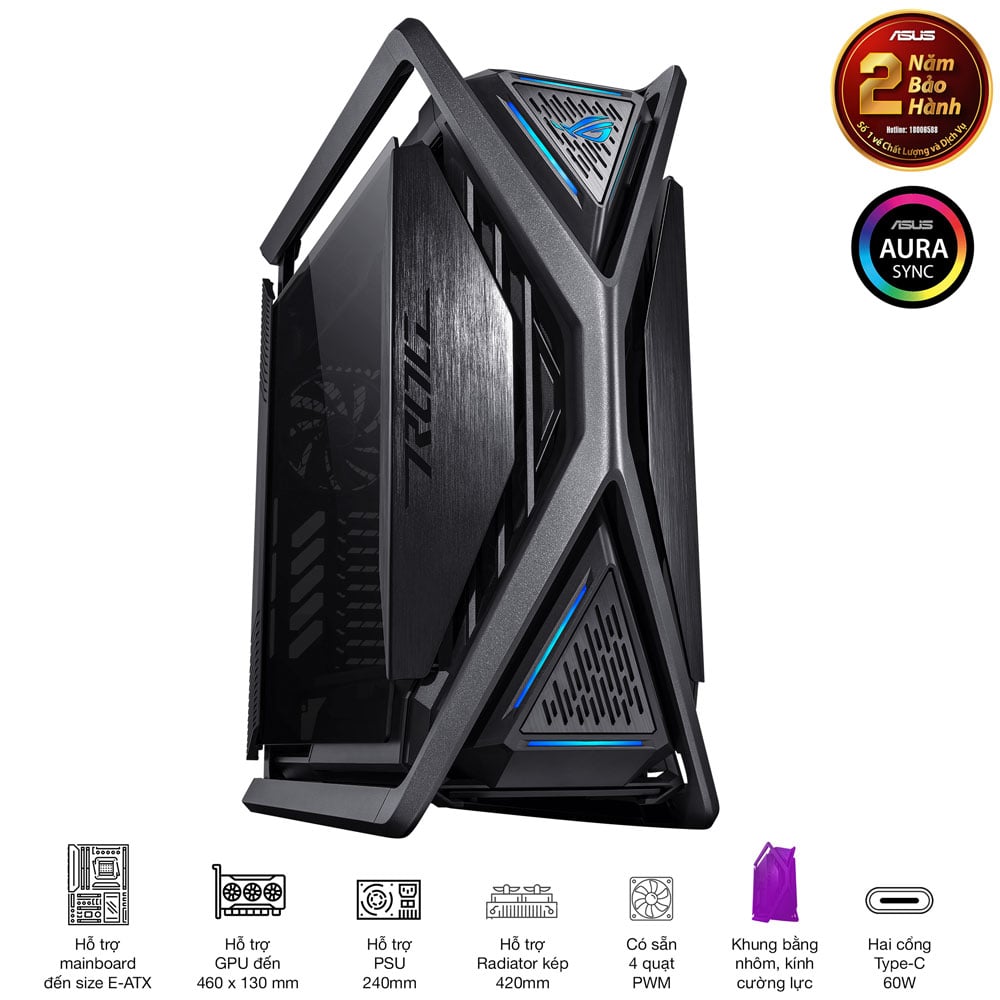 ASUS
2 Năm
Bảo
Hành
Hotline: 18006588
Số 1 về Chất Lượng và Dịch Vụ
ASUS
AURA
SYNC
ROG
Hỗ trợ
mainboard
đến size E-ATX
Hỗ trợ
GPU đến
460 x 130 mm
Hỗ trợ
PSU
240mm
Hỗ trợ
Radiator kép
420mm
Có sẵn
4 quạt
PWM
Khung bằng
nhôm, kính
cường lực
Hai cổng
Type-C
60W